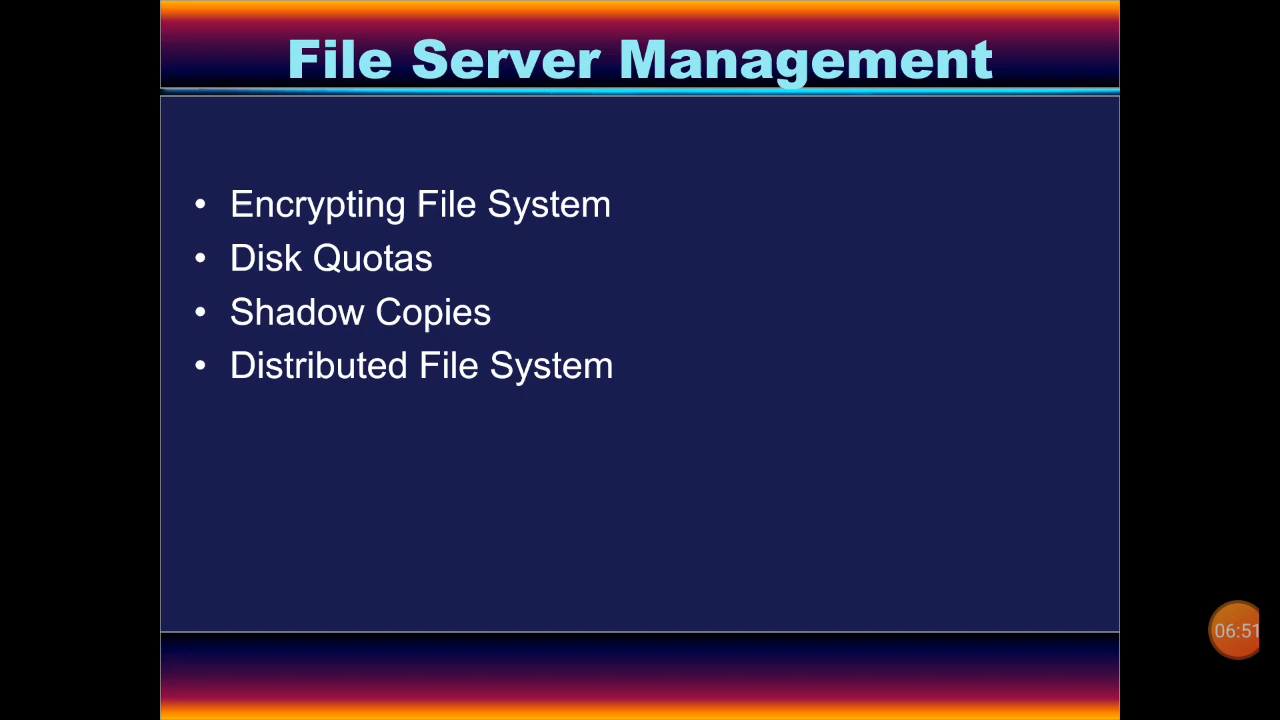 File Server Management
• Encrypting File System
• Disk Quotas
• Shadow Copies
• Distributed File System
06:51